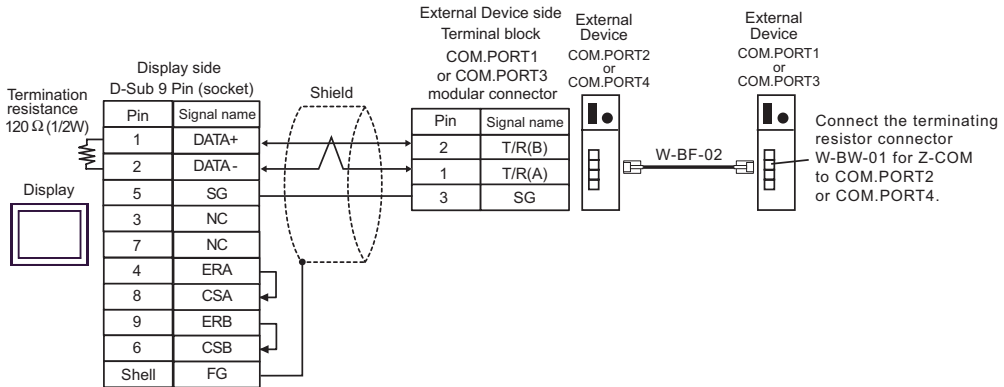 External Device side
Terminal block
COM.PORT1
or COM.PORT3
modular connector
External
Device
COM.PORT2
or
COM.PORT4
External
Device
COM.PORT1
or
COM.PORT3
Display side
D-Sub 9 Pin (socket)
Shield
Termination
resistance
120 Ω (1/2W)
Display
Pin Signal name
1 DATA+
2 DATA-
5 SG
3 NC
7 NC
4 ERA
8 CSA
9 ERB
6 CSB
Shell FG
Pin Signal name
2 T/R(B)
1 T/R(A)
3 SG
W-BF-02
Connect the terminating
resistor connector
W-BW-01 for Z-COM
to COM.PORT2
or COM.PORT4.